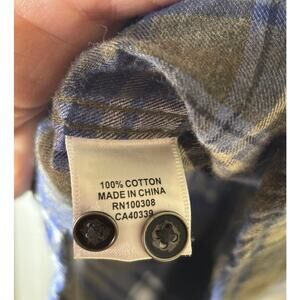 100% COTTON
MADE IN CHINA
RN100308
CA40339